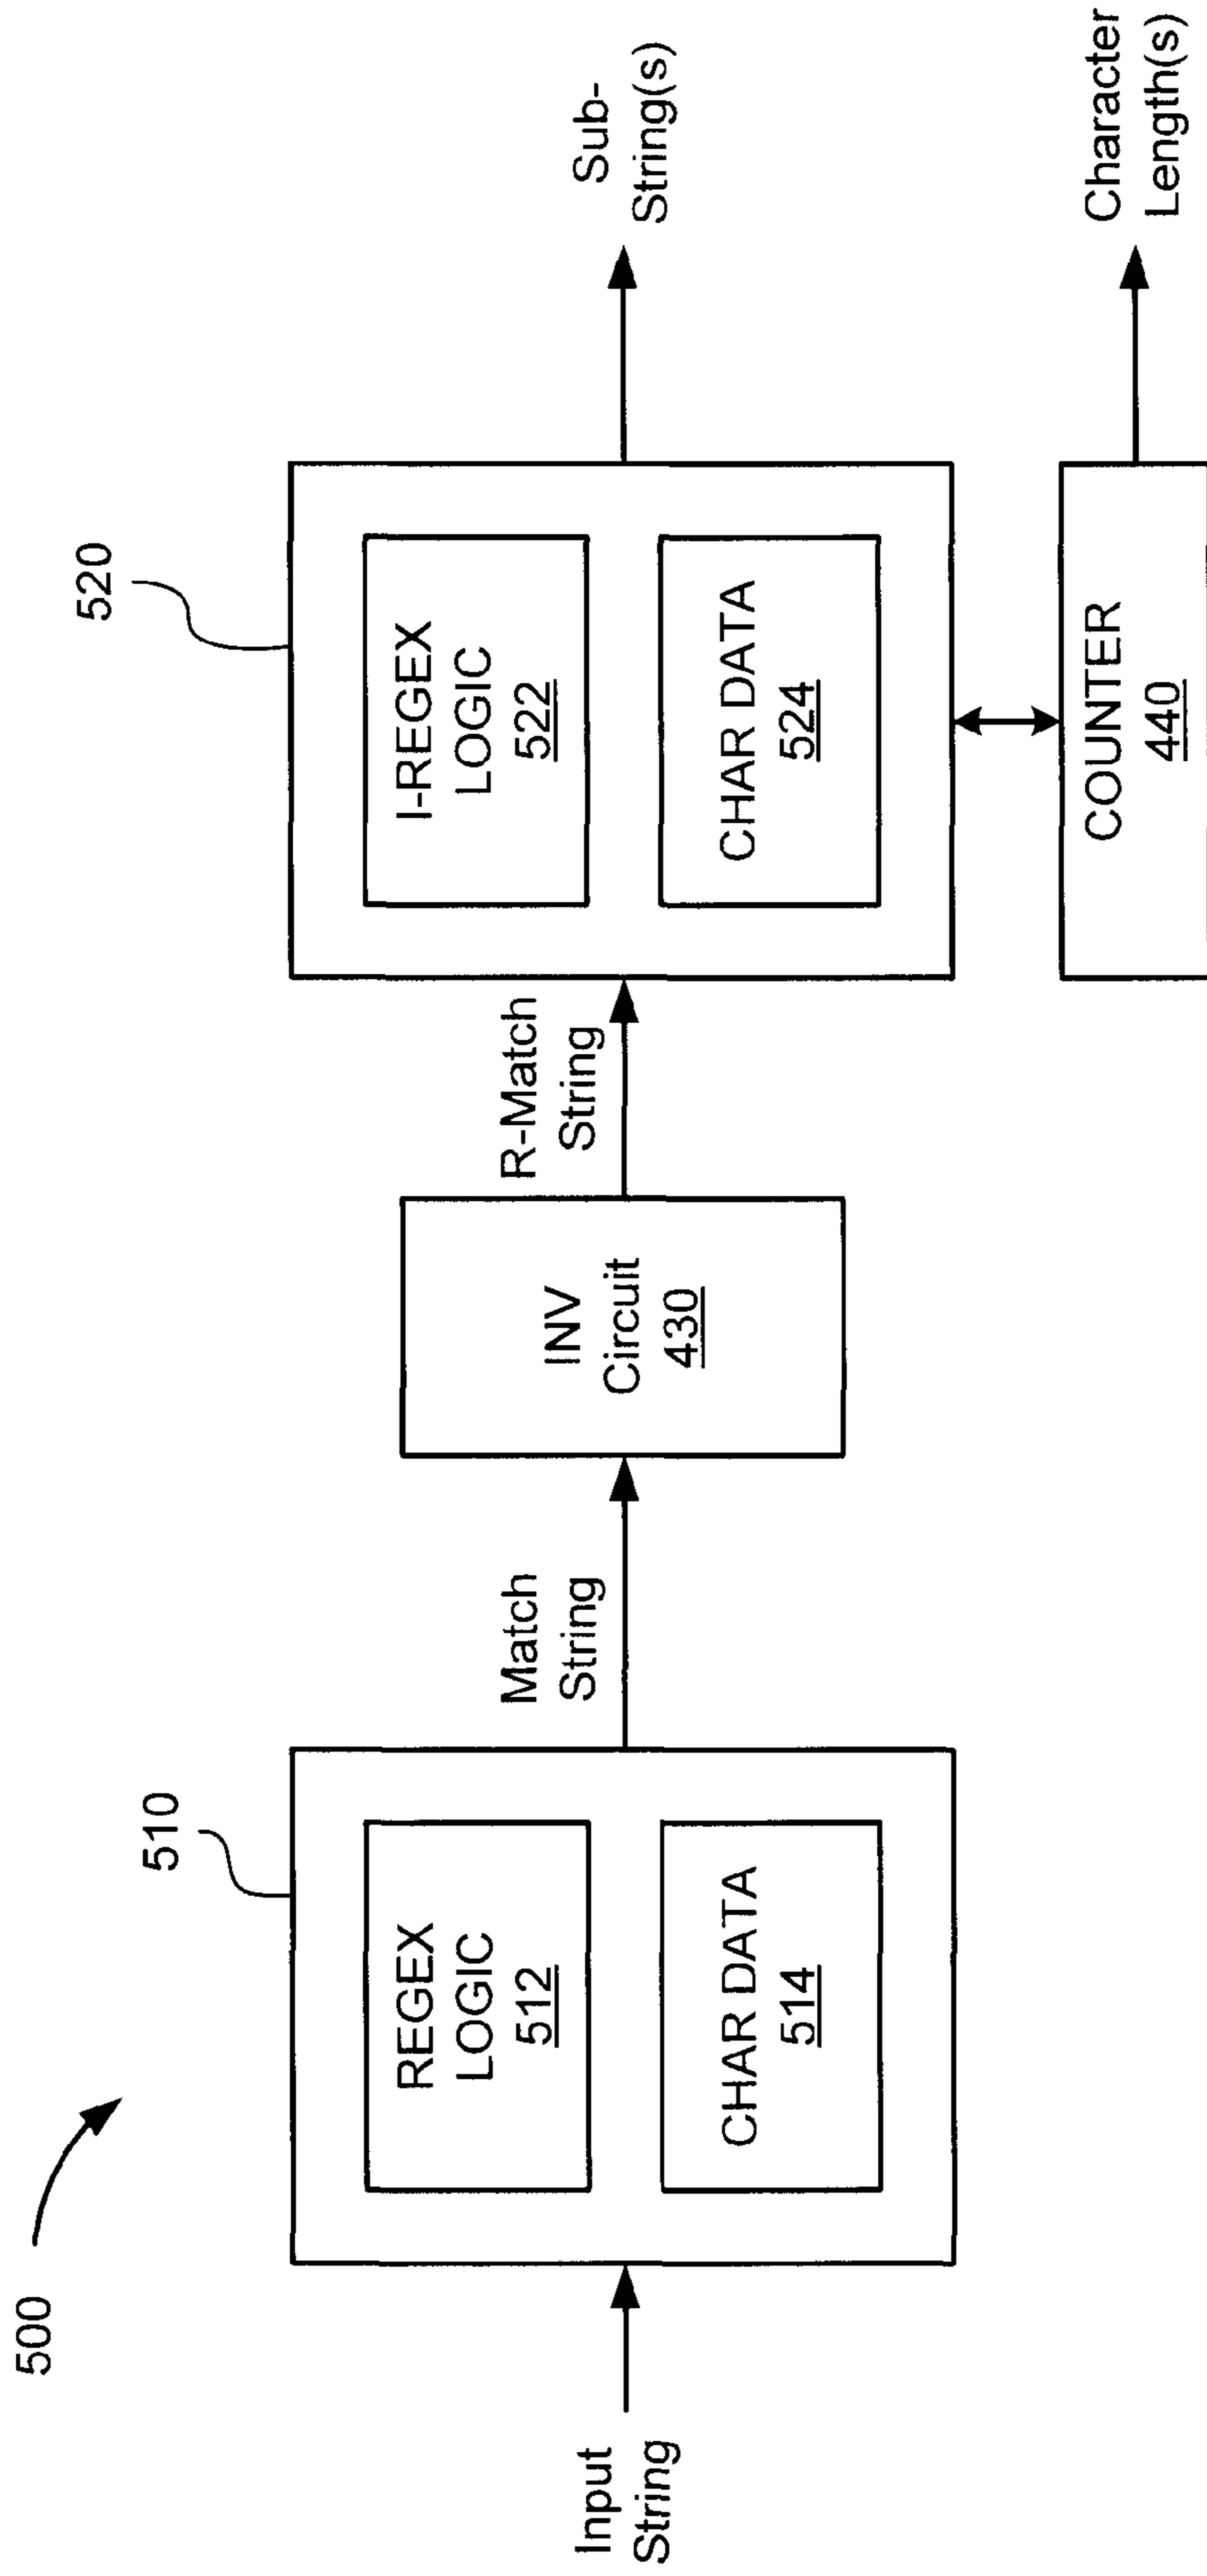 500
510
520
Input
String
REGEX
LOGIC
512
CHAR DATA
514
Match
String
INV
Circuit
430
R-Match
String
I-REGEX
LOGIC
522
CHAR DATA
524
Sub-
String(s)
COUNTER
440
Character
Length(s)